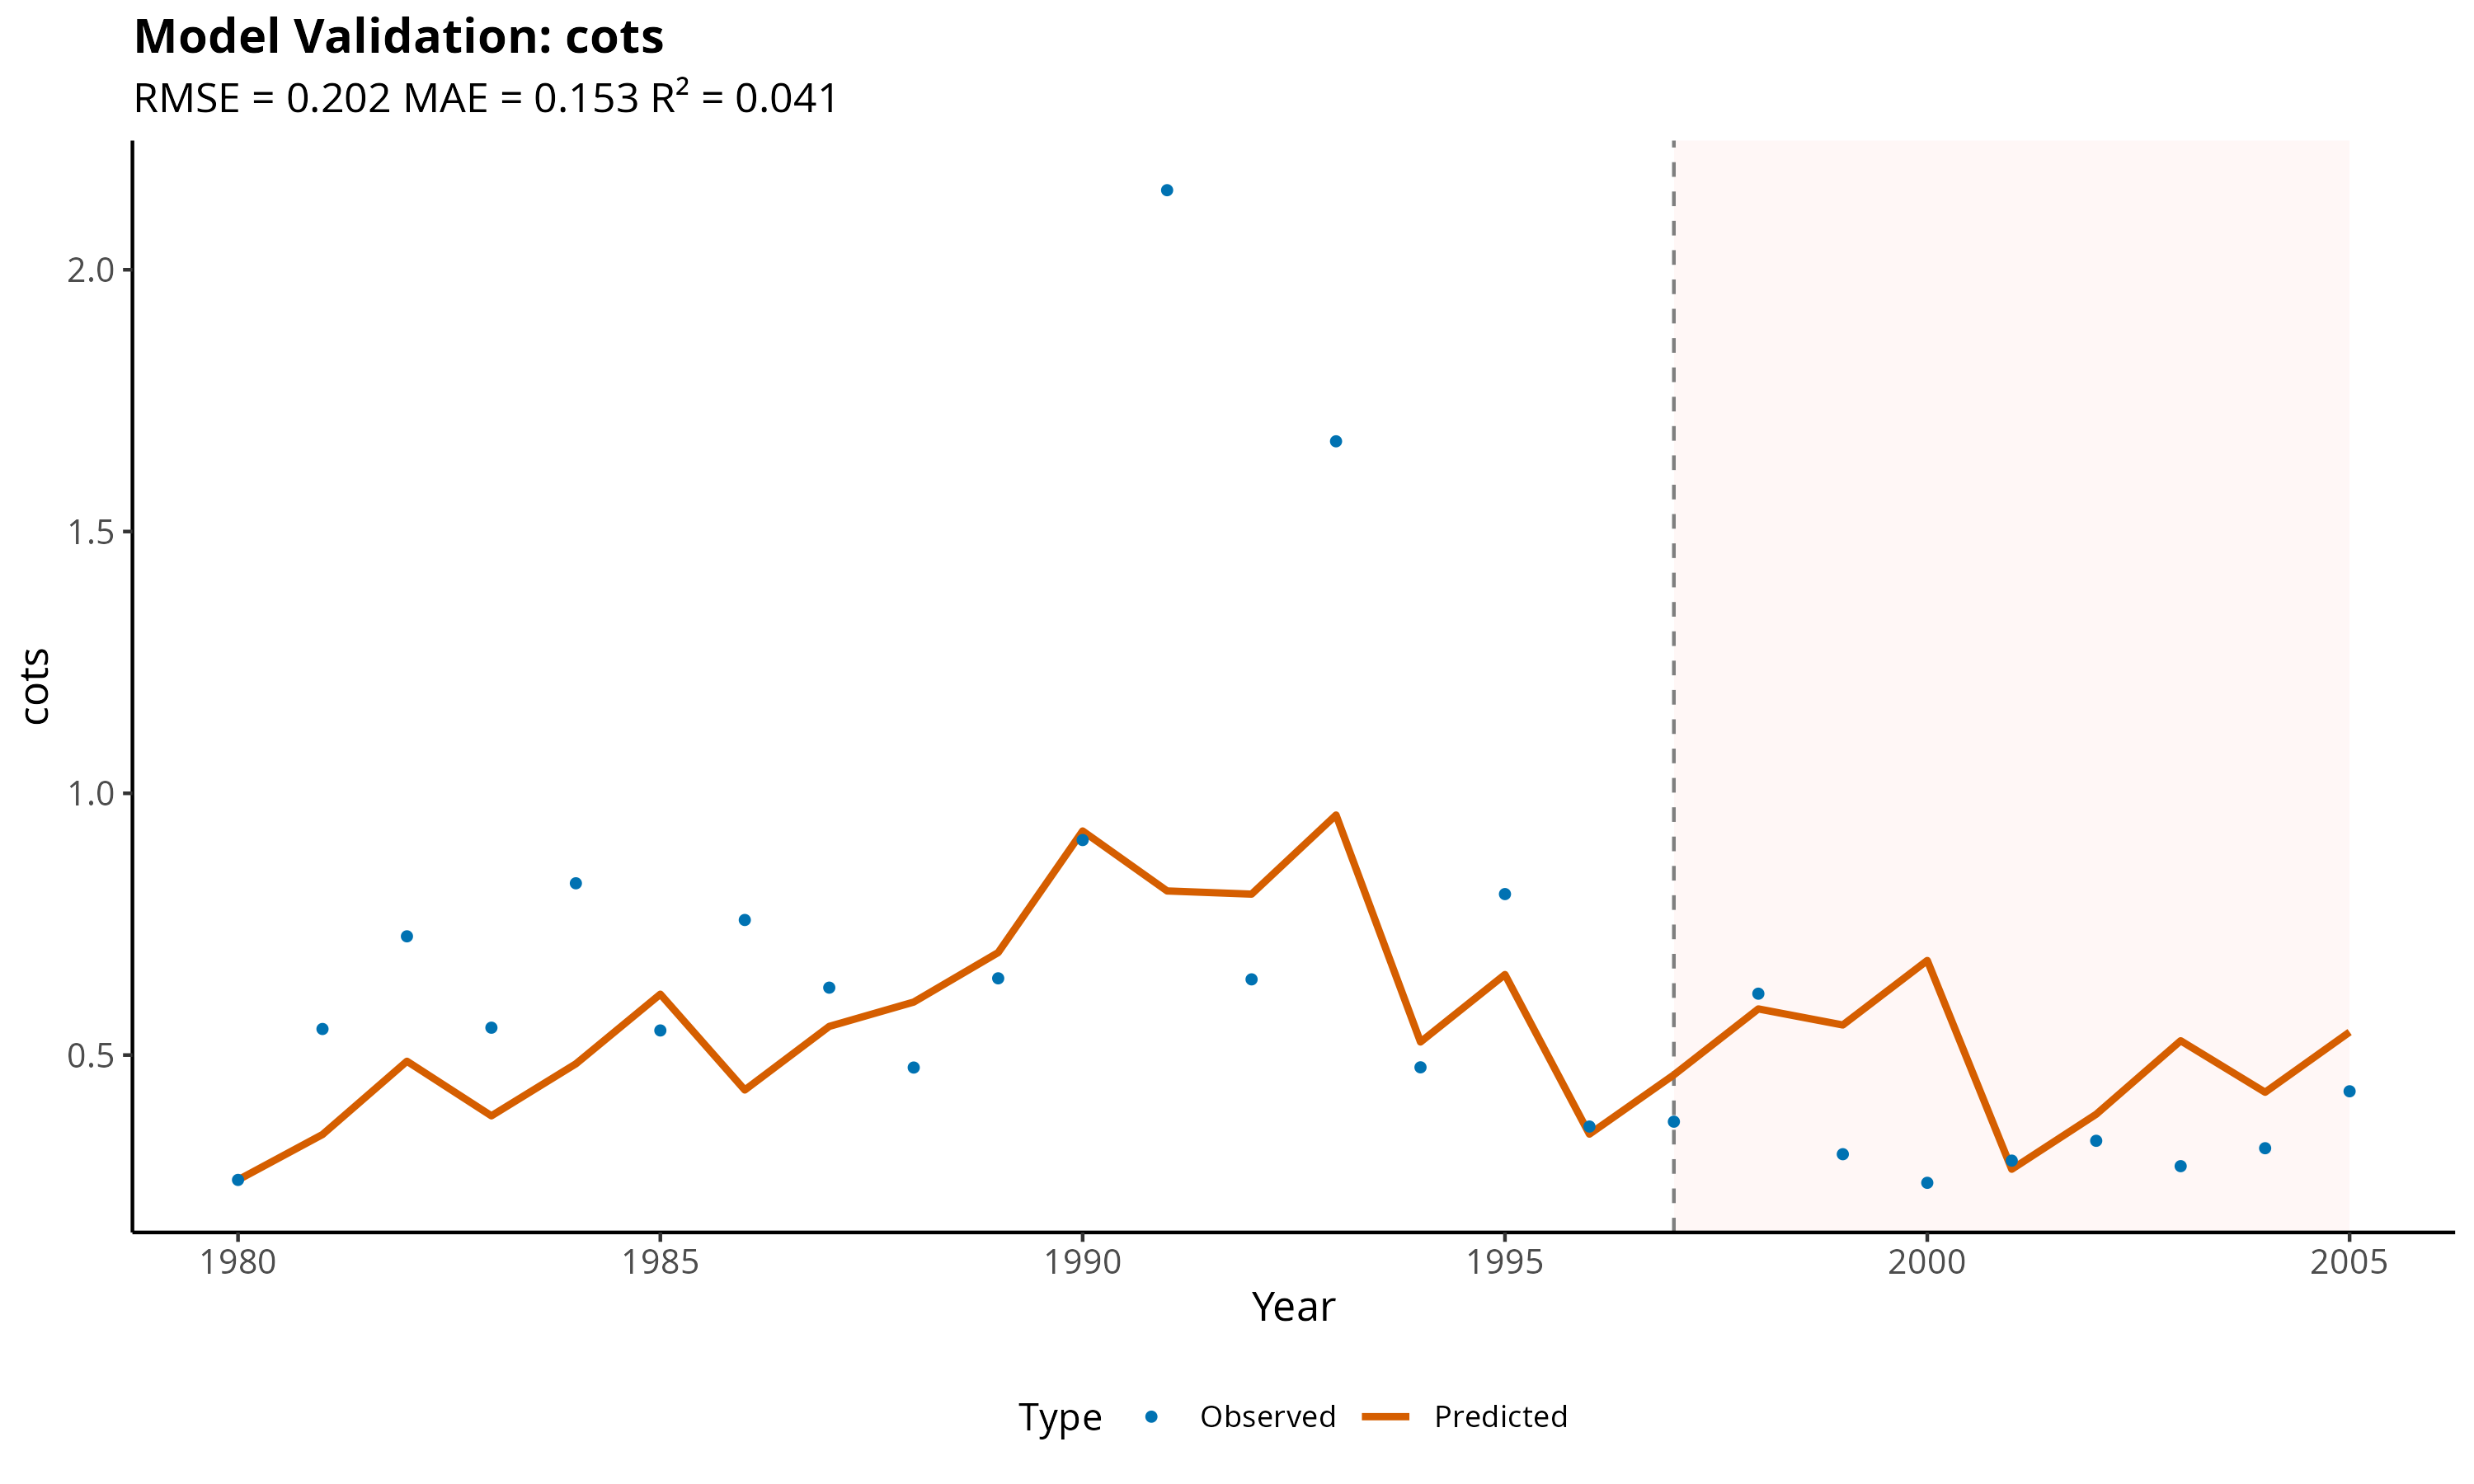 Model Validation: cots
RMSE = 0.202 MAE = 0.153 R² = 0.041
cots
2.0
1.5
1.0
0.5
1980 1985 1990 1995 2000 2005
Year
Type Observed Predicted